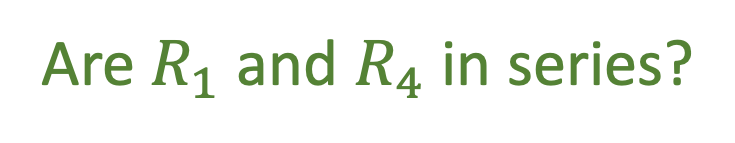 Are R₁ and R₄ in series?